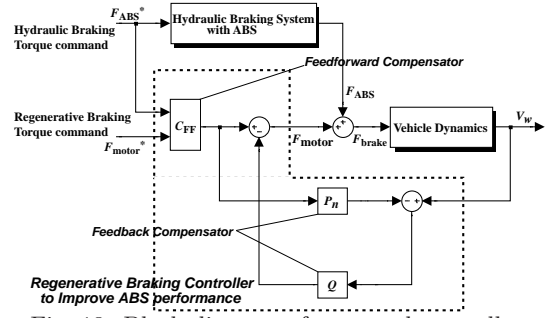 F_ABS*
Hydraulic Braking
Torque command
Hydraulic Braking System
with ABS
Feedforward Compensator
F_ABS
Regenerative Braking
Torque command
F_motor*
C_FF
+
−
F_motor
+
+
F_brake
Vehicle Dynamics
V_w
P_n
−
+
Feedback Compensator
Q
Regenerative Braking Controller
to Improve ABS performance